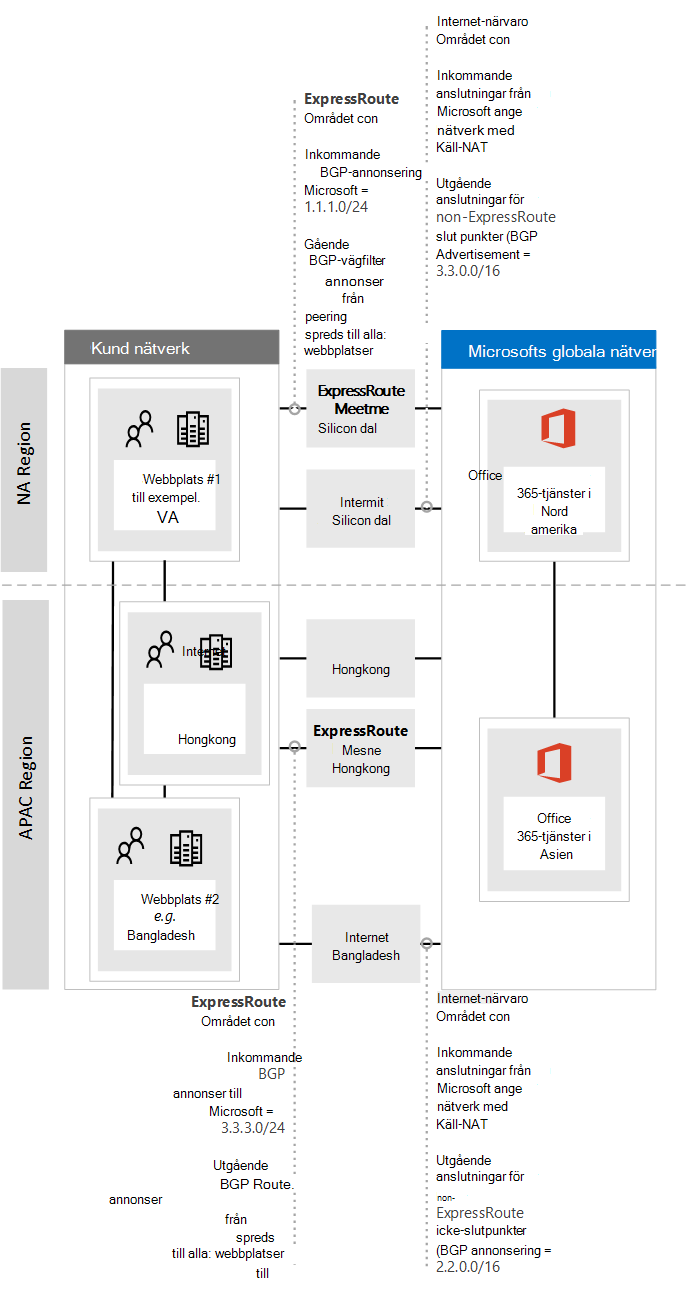 Internet-närvaro
Området con
Inkommande
anslutningar från
Microsoft ange
nätverk med
Käll-NAT
Utgående
anslutningar för
non-ExpressRoute
slut punkter (BGP
Advertisement =
3.3.0.0/16
ExpressRoute
Området con
Inkommande
BGP-annonsering
Microsoft =
1.1.1.0/24
Gående
BGP-vägfilter
annonser
från
peering
spreds till alla:
webbplatser
Kund nätverk
Microsofts globala nätver
NA Region
Webbplats #1
till exempel.
VA
ExpressRoute
Meetme
Silicon dal
Intermit
Silicon dal
Office
365-tjänster i
Nord
amerika
APAC Region
Internet
Hongkong
Hongkong
ExpressRoute
Mesne
Hongkong
Office
365-tjänster i
Asien
Webbplats #2
e.g.
Bangladesh
Internet
Bangladesh
ExpressRoute
Området con
Inkommande
BGP
annonser till
Microsoft =
3.3.3.0/24
Utgående
BGP Route.
annonser
från
spreds
till alla: webbplatser
till
Internet-närvaro
Området con
Inkommande
anslutningar från
Microsoft ange
nätverk med
Käll-NAT
Utgående
anslutningar för
non-
ExpressRoute
icke-slutpunkter
(BGP annonsering =
2.2.0.0/16